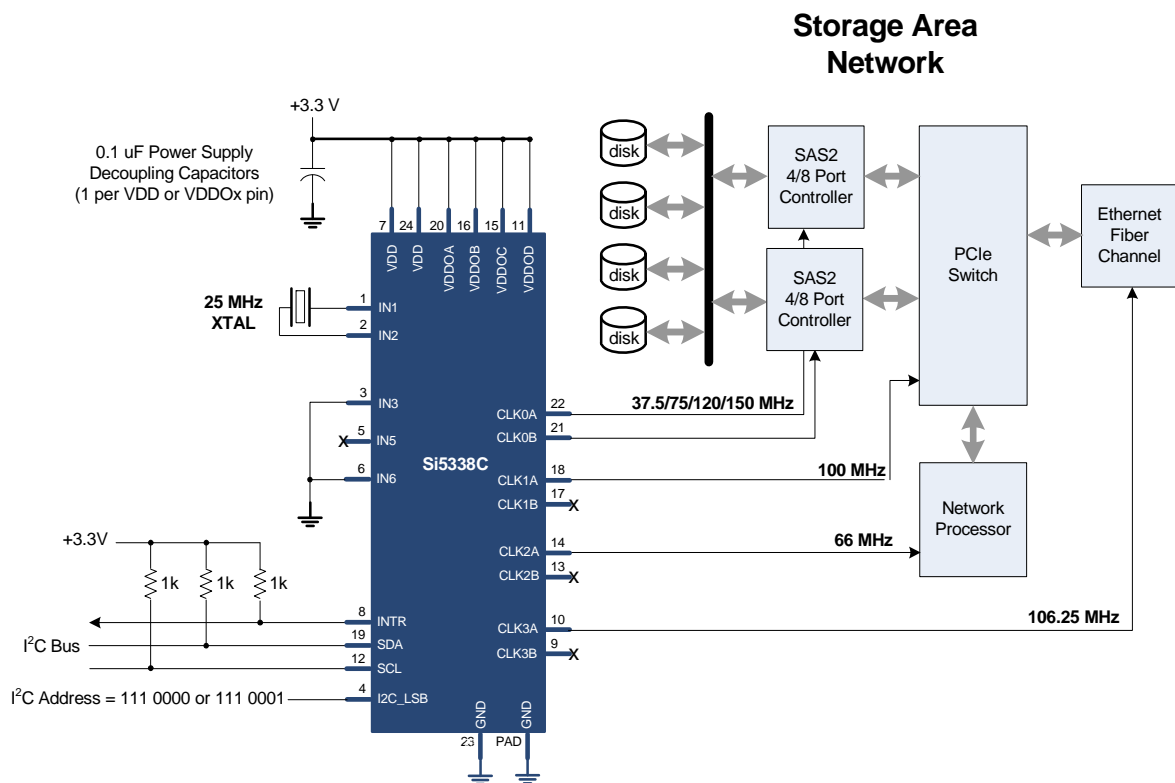 Storage Area
Network
+3.3 V
0.1 uF Power Supply
Decoupling Capacitors
(1 per VDD or VDDOx pin)
7
24
20
16
15
11
VDD
VDD
VDDOA
VDDOB
VDDOC
VDDOD
25 MHz
XTAL
1
IN1
2
IN2
3
IN3
5
X
IN5
6
IN6
Si5338C
+3.3V
1k
1k
1k
8
INTR
I²C Bus
19
SDA
12
SCL
I²C Address = 111 0000 or 111 0001
4
I2C_LSB
GND
GND
23
PAD
22
CLK0A
37.5/75/120/150 MHz
21
CLK0B
18
CLK1A
100 MHz
17
CLK1B
X
14
CLK2A
66 MHz
13
CLK2B
X
10
CLK3A
106.25 MHz
9
CLK3B
X
disk
disk
disk
disk
SAS2
4/8 Port
Controller
SAS2
4/8 Port
Controller
PCIe
Switch
Ethernet
Fiber
Channel
Network
Processor